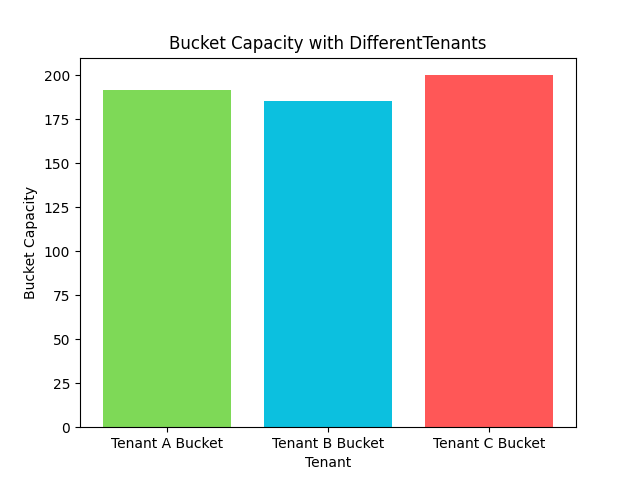 Bucket Capacity with DifferentTenants
Bucket Capacity
200
175
150
125
100
75
50
25
0
Tenant A Bucket
Tenant B Bucket
Tenant C Bucket
Tenant